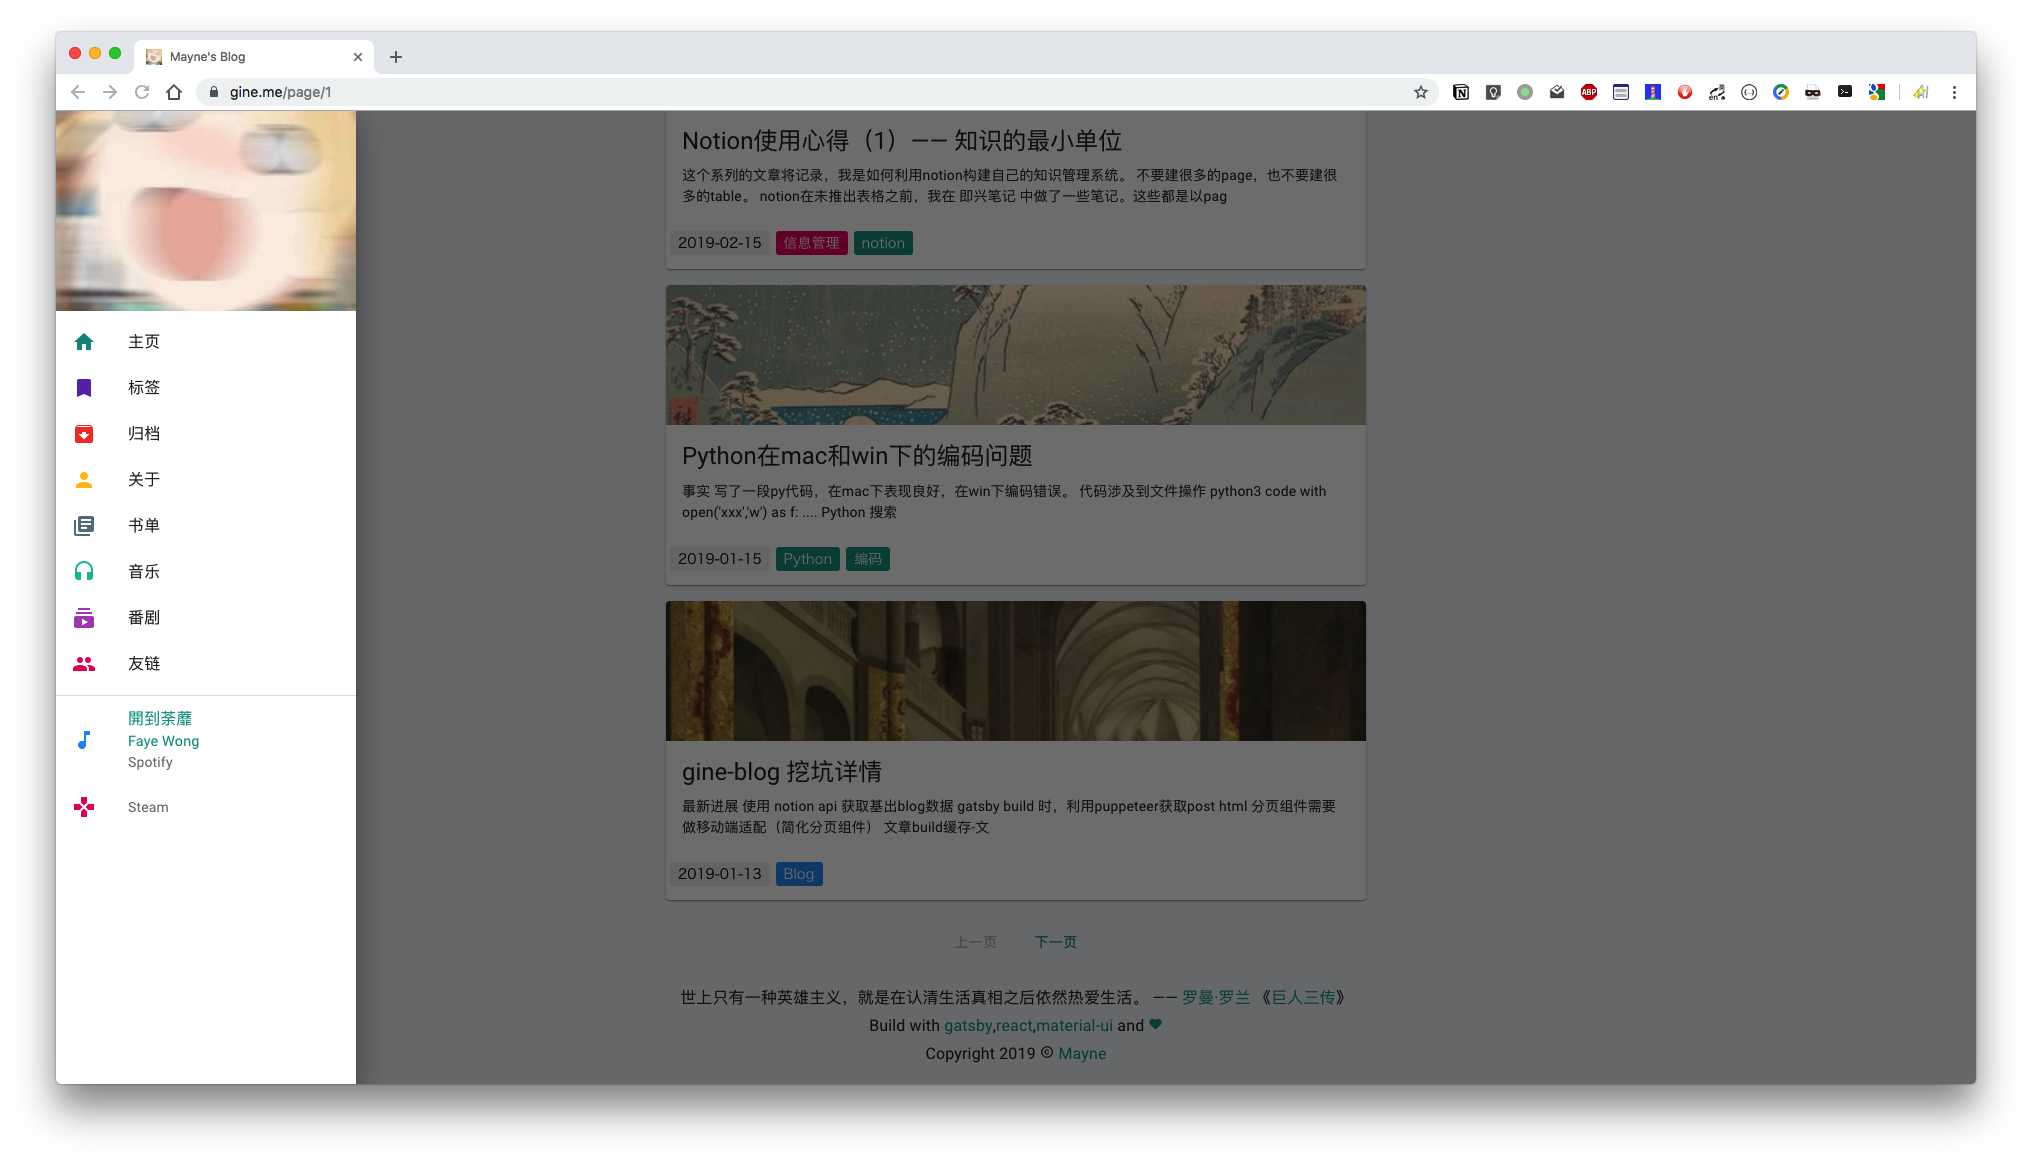 Mayne's Blog
gine.me/page/1
主页
标签
归档
关于
书单
音乐
番剧
友链
開到荼蘼
Faye Wong
Spotify
Steam
Notion使用心得（1）—— 知识的最小单位
这个系列的文章将记录，我是如何利用notion构建自己的知识管理系统。 不要建很多的page，也不要建很
多的table。 notion在未推出表格之前，我在 即兴笔记 中做了一些笔记。这些都是以pag
2019-02-15 信息管理 notion
Python在mac和win下的编码问题
事实 写了一段py代码，在mac下表现良好，在win下编码错误。 代码涉及到文件操作 python3 code with
open('xxx','w') as f: .... Python 搜索
2019-01-15 Python 编码
gine-blog 挖坑详情
最新进展 使用 notion api 获取基出blog数据 gatsby build 时，利用puppeteer获取post html 分页组件需要
做移动端适配（简化分页组件） 文章build缓存-文
2019-01-13 Blog
上一页 下一页
世上只有一种英雄主义，就是在认清生活真相之后依然热爱生活。 —— 罗曼·罗兰 《巨人三传》
Build with gatsby,react,material-ui and
Copyright 2019 © Mayne